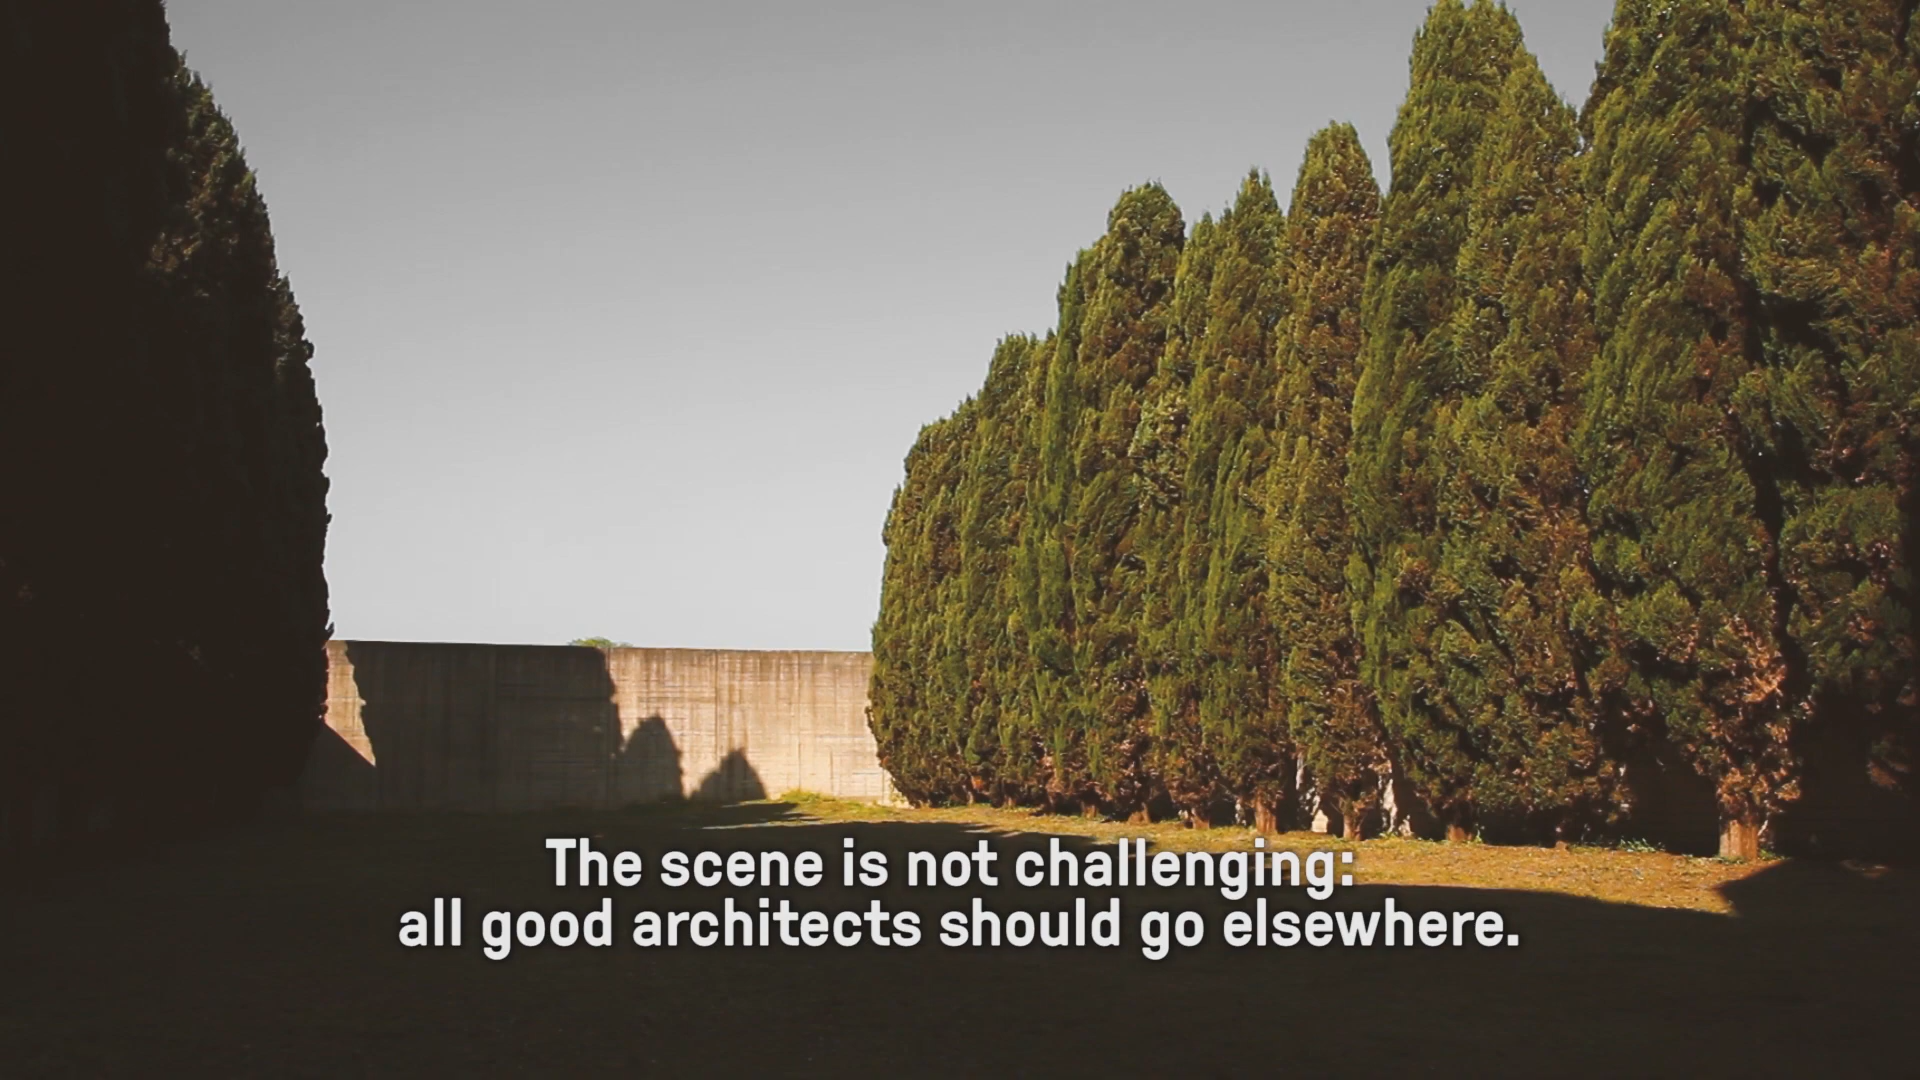 The scene is not challenging:
all good architects should go elsewhere.